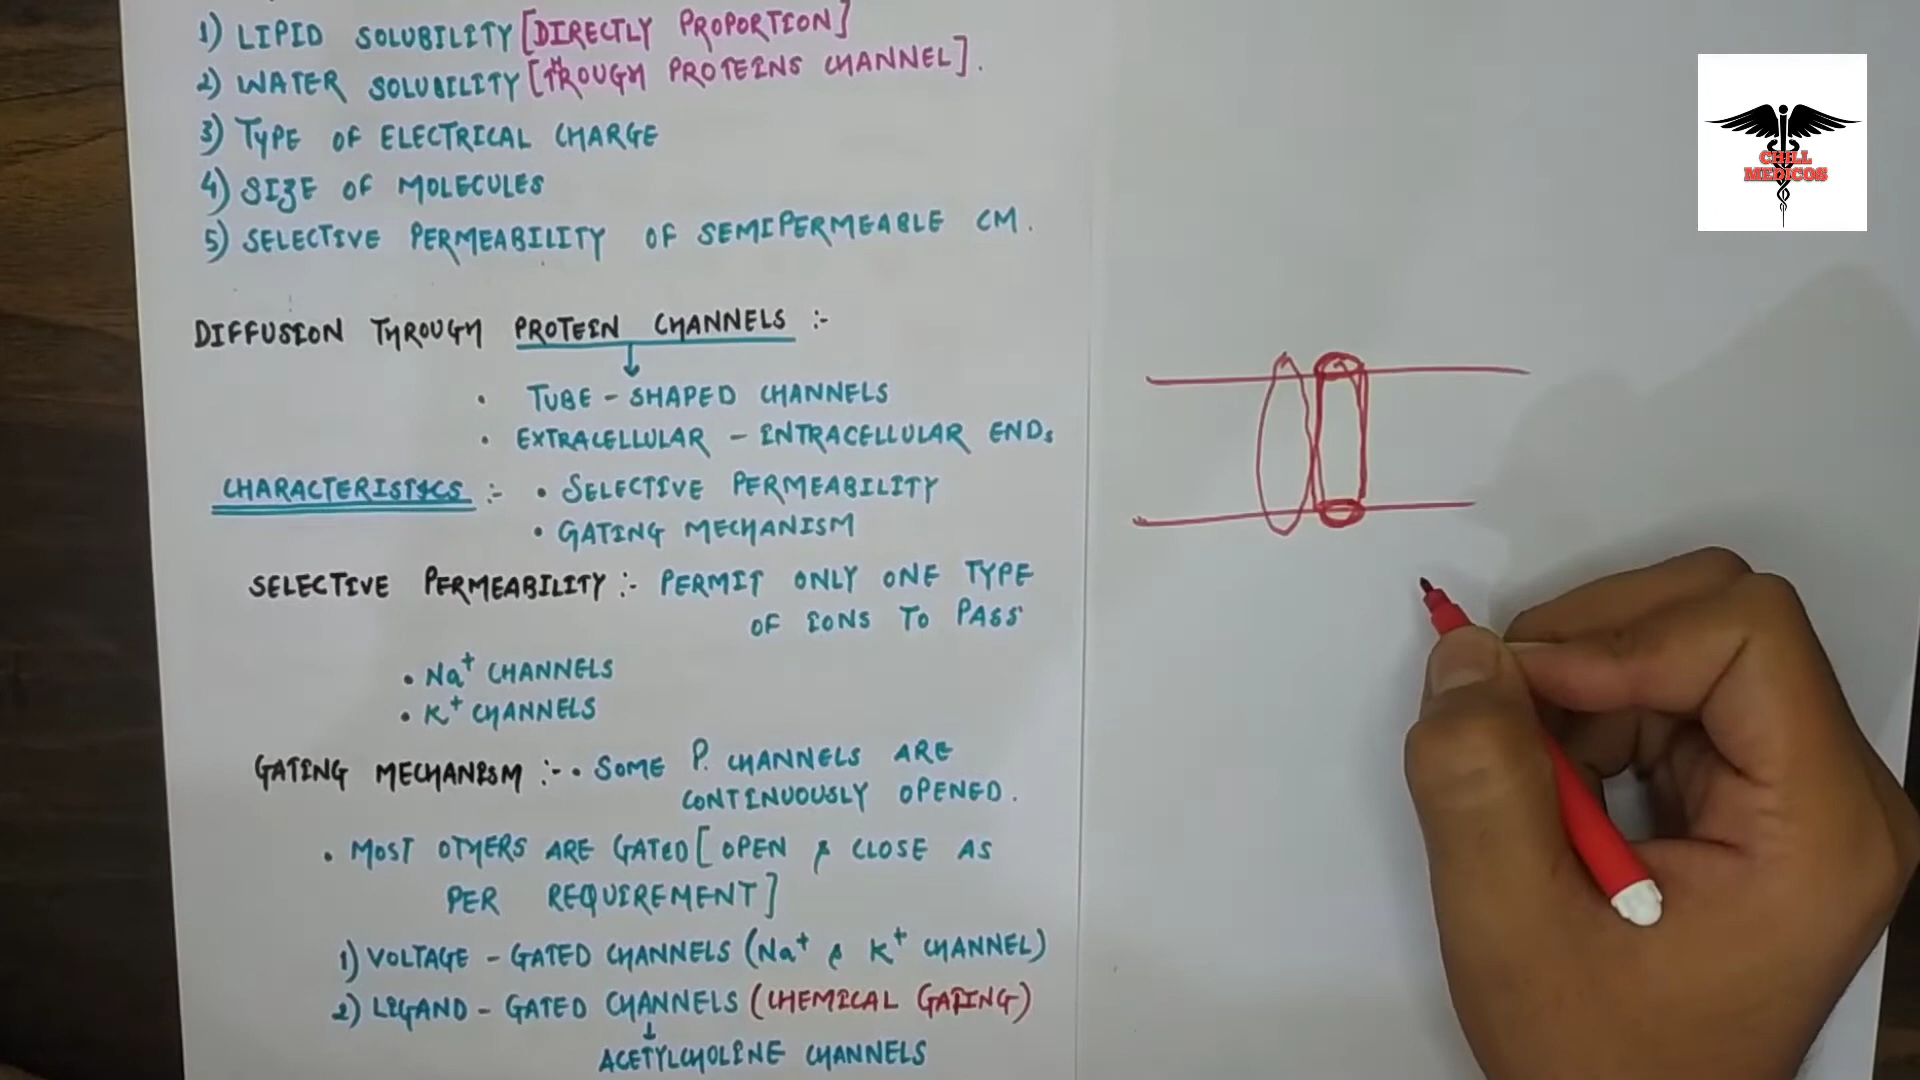 1) LIPID SOLUBILITY [DIRECTLY PROPORTION]
2) WATER SOLUBILITY [THROUGH PROTEINS CHANNEL].
3) TYPE OF ELECTRICAL CHARGE
4) SIZE OF MOLECULES
5) SELECTIVE PERMEABILITY OF SEMIPERMEABLE CM.
DIFFUSION THROUGH PROTEIN CHANNELS :-
• TUBE - SHAPED CHANNELS
• EXTRACELLULAR - INTRACELLULAR ENDs
CHARACTERISTICS :- • SELECTIVE PERMEABILITY
• GATING MECHANISM
SELECTIVE PERMEABILITY :- PERMIT ONLY ONE TYPE
OF IONS TO PASS
• Na+ CHANNELS
• K+ CHANNELS
GATING MECHANISM :- • SOME P. CHANNELS ARE
CONTINUOUSLY OPENED.
• MOST OTHERS ARE GATED [OPEN & CLOSE AS
PER REQUIREMENT]
1) VOLTAGE - GATED CHANNELS (Na+ & K+ CHANNEL)
2) LIGAND - GATED CHANNELS (CHEMICAL GATING)
ACETYLCHOLINE CHANNELS
CHILL
MEDICOS